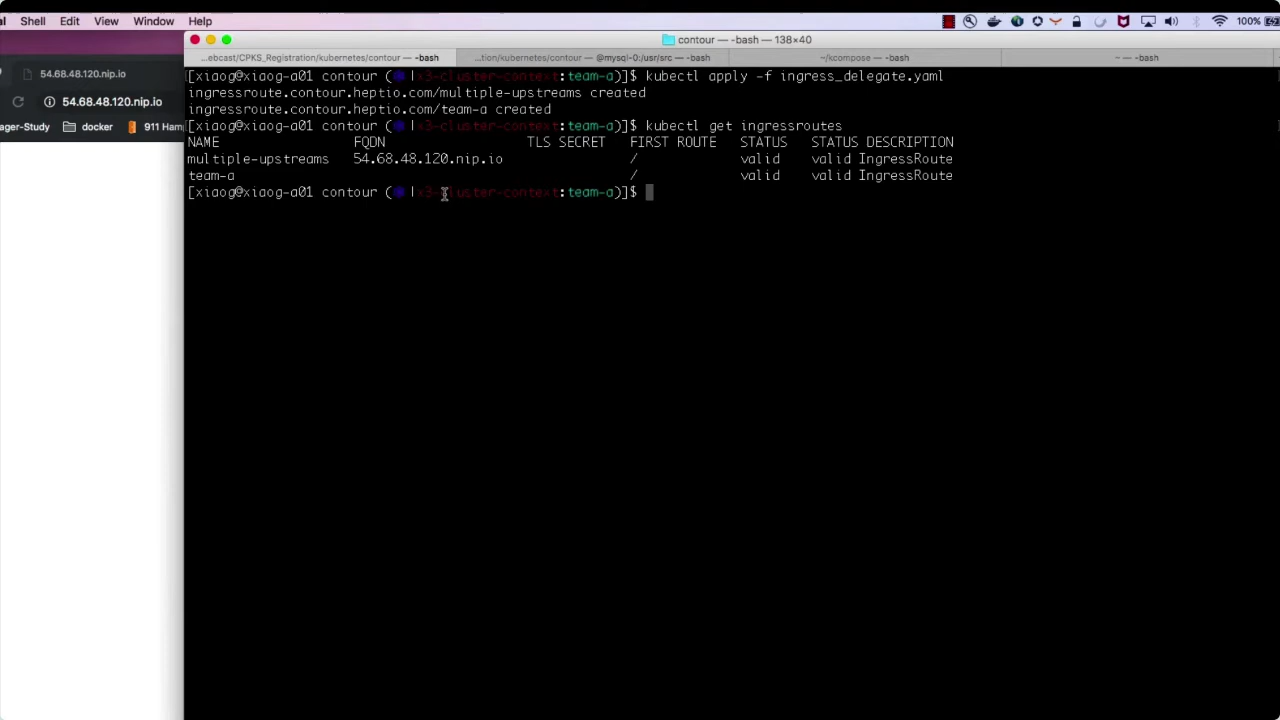 al Shell Edit View Window Help 100%
contour — -bash — 138×40
54.68.48.120.nip.io
...ebcast/CPKS_Registration/kubernetes/contour — -bash ...tion/kubernetes/contour — @mysql-0:/usr/src — -bash ~/kcompose — -bash ~ — -bash
54.68.48.120.nip.io
ager-Study docker 911 Ham
[xiaog@xiaog-a01 contour (|x3-cluster-context:team-a)]$ kubectl apply -f ingress_delegate.yaml
ingressroute.contour.heptio.com/multiple-upstreams created
ingressroute.contour.heptio.com/team-a created
[xiaog@xiaog-a01 contour (|x3-cluster-context:team-a)]$ kubectl get ingressroutes
NAME FQDN TLS SECRET FIRST ROUTE STATUS STATUS DESCRIPTION
multiple-upstreams 54.68.48.120.nip.io / valid valid IngressRoute
team-a / valid valid IngressRoute
[xiaog@xiaog-a01 contour (|x3-cluster-context:team-a)]$